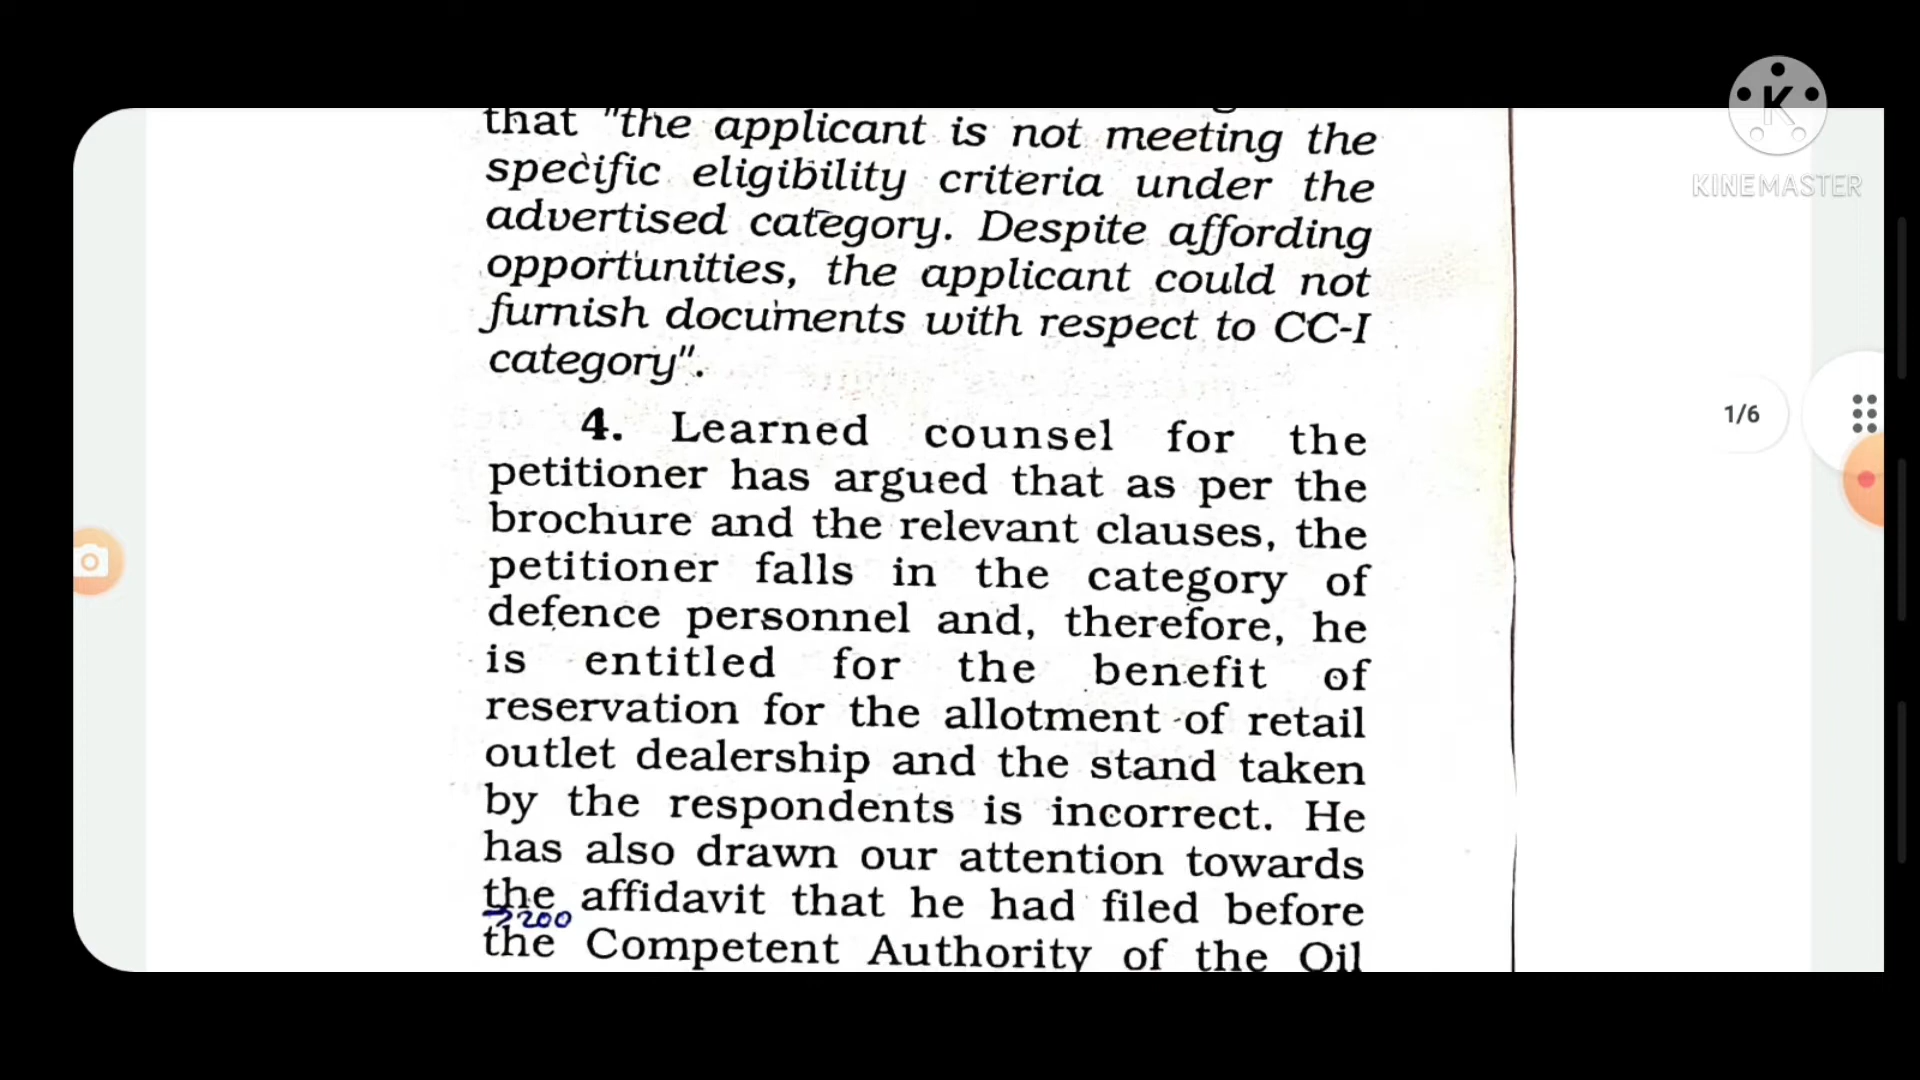 that "the applicant is not meeting the
specific eligibility criteria under the
advertised category. Despite affording
opportunities, the applicant could not
furnish documents with respect to CC-I
category".
4. Learned counsel for the
petitioner has argued that as per the
brochure and the relevant clauses, the
petitioner falls in the category of
defence personnel and, therefore, he
is entitled for the benefit of
reservation for the allotment of retail
outlet dealership and the stand taken
by the respondents is incorrect. He
has also drawn our attention towards
the affidavit that he had filed before
→200
the Competent Authority of the Oil
K
KINEMASTER
1/6